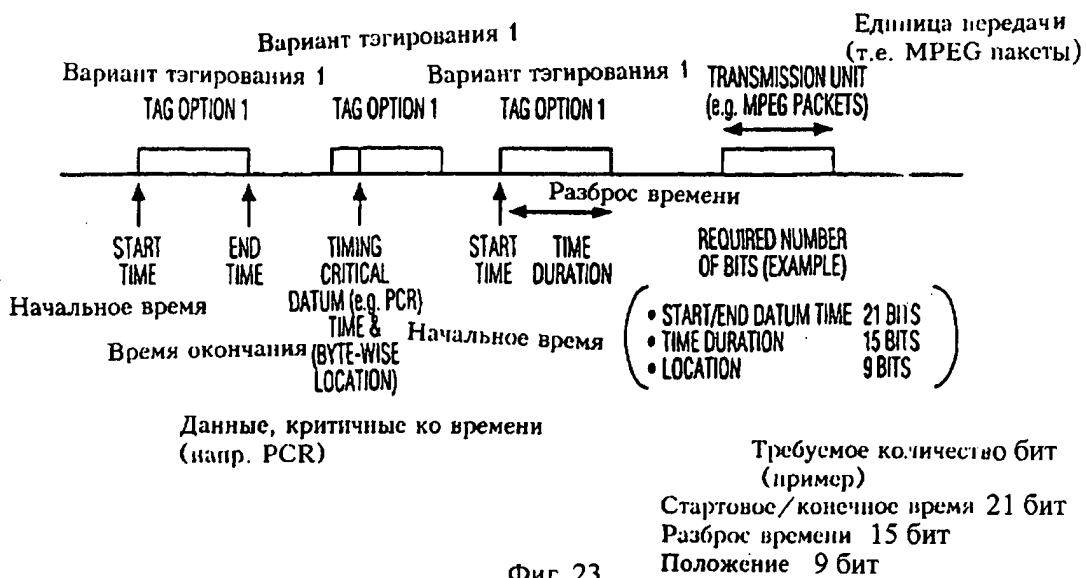 Вариант тэгирования 1
Единица передачи
(т.е. MPEG пакеты)
Вариант тэгирования 1
Вариант тэгирования 1
TRANSMISSION UNIT
(e.g. MPEG PACKETS)
TAG OPTION 1
TAG OPTION 1
TAG OPTION 1
Разброс времени
START
TIME
END
TIME
TIMING
CRITICAL
DATUM (e.g. PCR)
TIME &
(BYTE-WISE
LOCATION)
START
TIME
TIME
DURATION
REQUIRED NUMBER
OF BITS (EXAMPLE)
• START/END DATUM TIME 21 BITS
• TIME DURATION 15 BITS
• LOCATION 9 BITS
Начальное время
Время окончания
Начальное время
Данные, критичные ко времени
(напр. PCR)
Требуемое количество бит
(пример)
Стартовое/конечное время 21 бит
Разброс времени 15 бит
Положение 9 бит
Фиг. 23